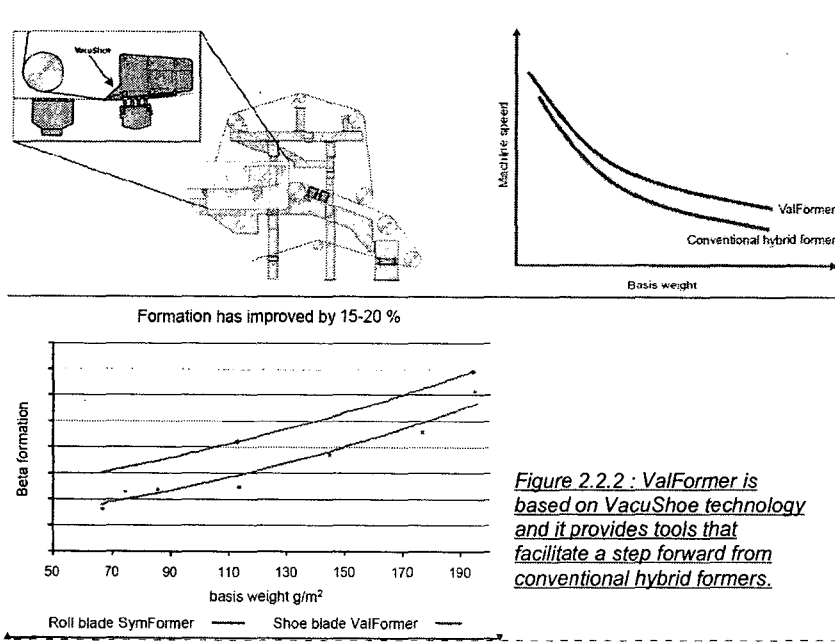 VacuShoe
Machine speed
ValFormer
Conventional hybrid former
Basis weight
Formation has improved by 15-20 %
Beta formation
50 70 90 110 130 150 170 190
basis weight g/m²
Roll blade SymFormer
Shoe blade ValFormer
Figure 2.2.2 : ValFormer is
based on VacuShoe technology
and it provides tools that
facilitate a step forward from
conventional hybrid formers.